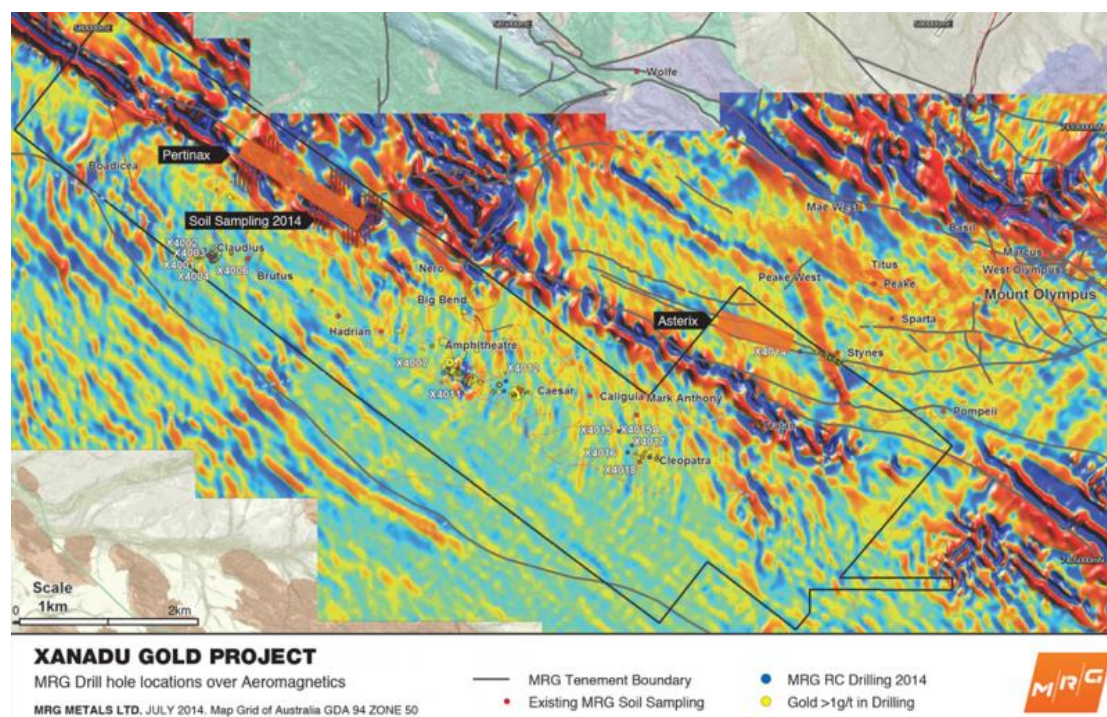 Wolfe
Pertinax
Boadicea
Soil Sampling 2014
Mae West
Basil
X4002
Claudius
X4003
X4001
X4006
X4004
Brutus
Nero
Marcus
West Olympus
Titus
Peake West
Peake
Mount Olympus
Big Bend
Hadrian
Asterix
Sparta
Amphitheatre
X4014
Stynes
X4007
X4012
X4011
Caesar
Caligula
Mark Anthony
Pompeii
Trajan
X4015
X4015A
X4017
X4016
Cleopatra
X4018
Scale
1km
0
2km
XANADU GOLD PROJECT
MRG Drill hole locations over Aeromagnetics
MRG METALS LTD, JULY 2014. Map Grid of Australia GDA 94 ZONE 50
MRG Tenement Boundary
Existing MRG Soil Sampling
MRG RC Drilling 2014
Gold >1g/t in Drilling
MRG